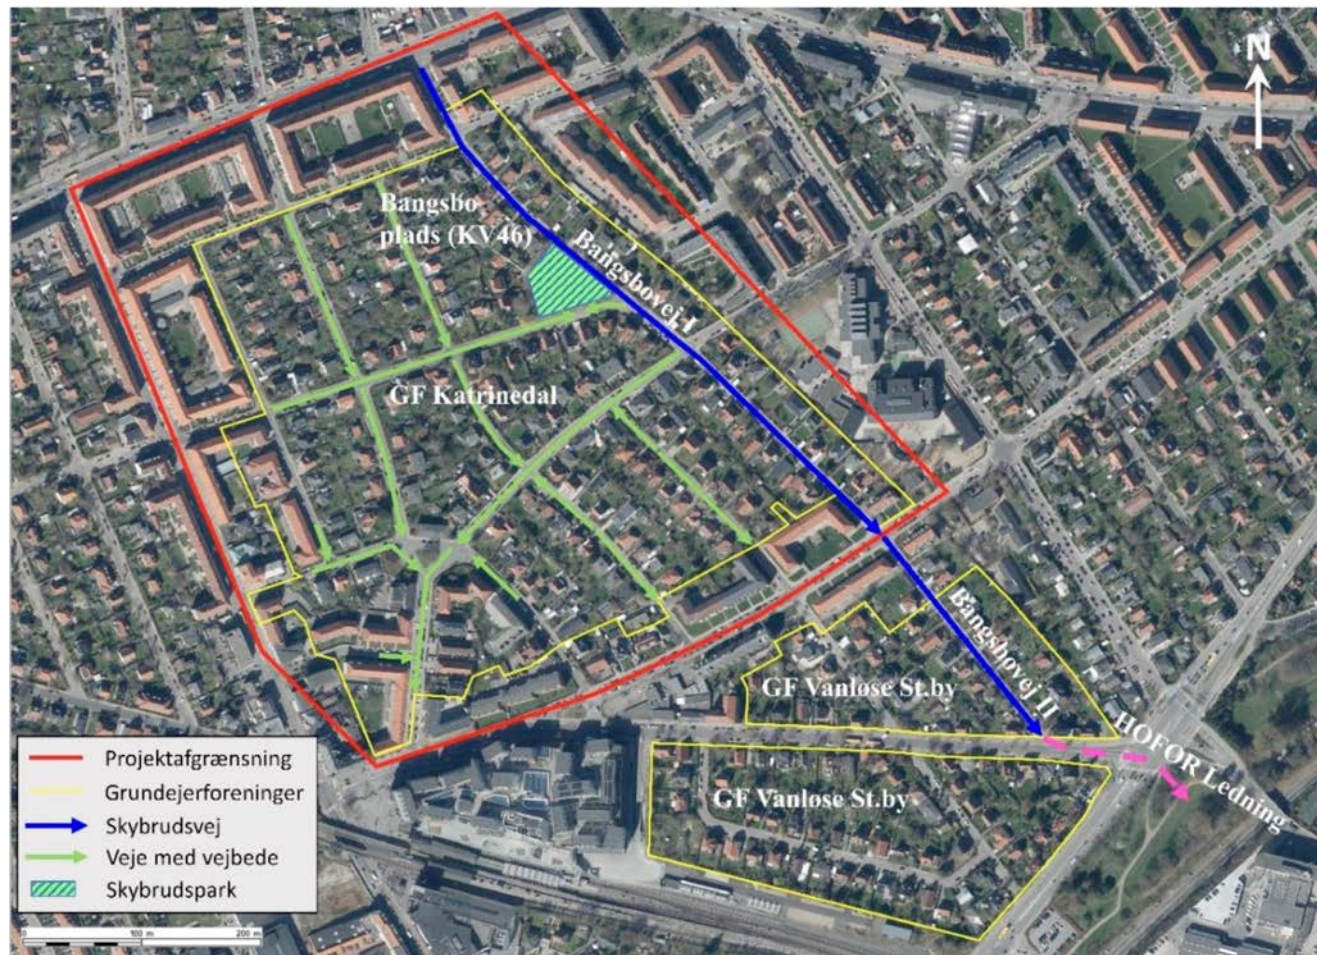 N
Bangsbo
plads (KV46)
Bangsbovej I
GF Katrinedal
Bangsbovej II
GF Vanløse St.by
HOFOR Ledning
GF Vanløse St.by
Projektafgrænsning
Grundejerforeninger
Skybrudsvej
Veje med vejbede
Skybrudspark
0 100 m 200 m